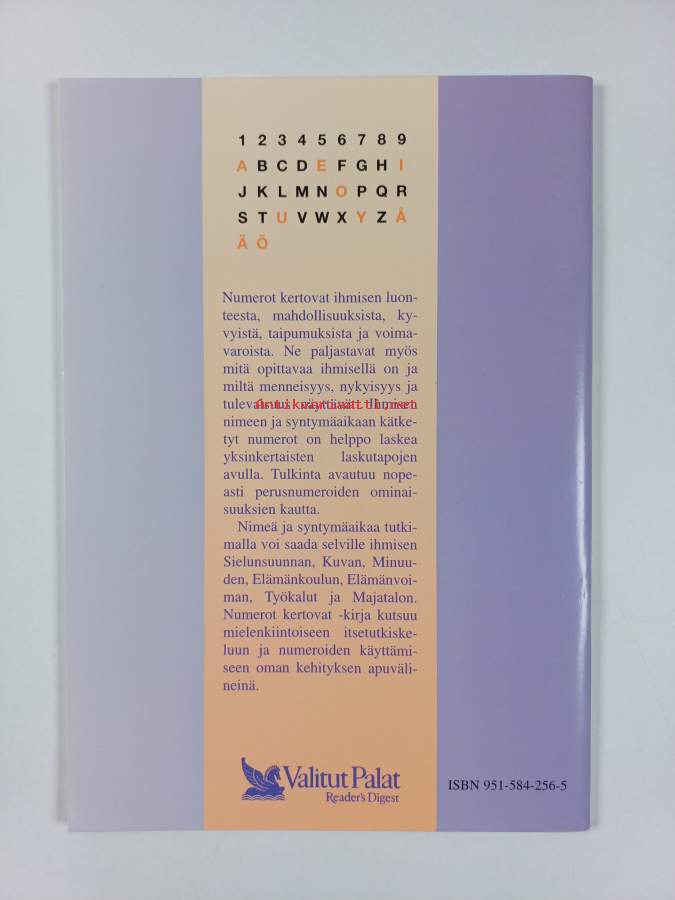 1 2 3 4 5 6 7 8 9
A B C D E F G H I
J K L M N O P Q R
S T U V W X Y Z Å
Ä Ö
Numerot kertovat ihmisen luon-
teesta, mahdollisuuksista, ky-
vyistä, taipumuksista ja voima-
varoista. Ne paljastavat myös
mitä opittavaa ihmisellä on ja
miltä menneisyys, nykyisyys ja
tulevaisuus näyttävät. Ihmisen
nimeen ja syntymäaikaan kätke-
tyt numerot on helppo laskea
yksinkertaisten laskutapojen
avulla. Tulkinta avautuu nope-
asti perusnumeroiden ominai-
suuksien kautta.
Nimeä ja syntymäaikaa tutki-
malla voi saada selville ihmisen
Sielunsuunnan, Kuvan, Minuu-
den, Elämänkoulun, Elämänvoi-
man, Työkalut ja Majatalon.
Numerot kertovat -kirja kutsuu
mielenkiintoiseen itsetutkiske-
luun ja numeroiden käyttämi-
seen oman kehityksen apuväli-
neinä.
Valitut Palat
Reader's Digest
ISBN 951-584-256-5